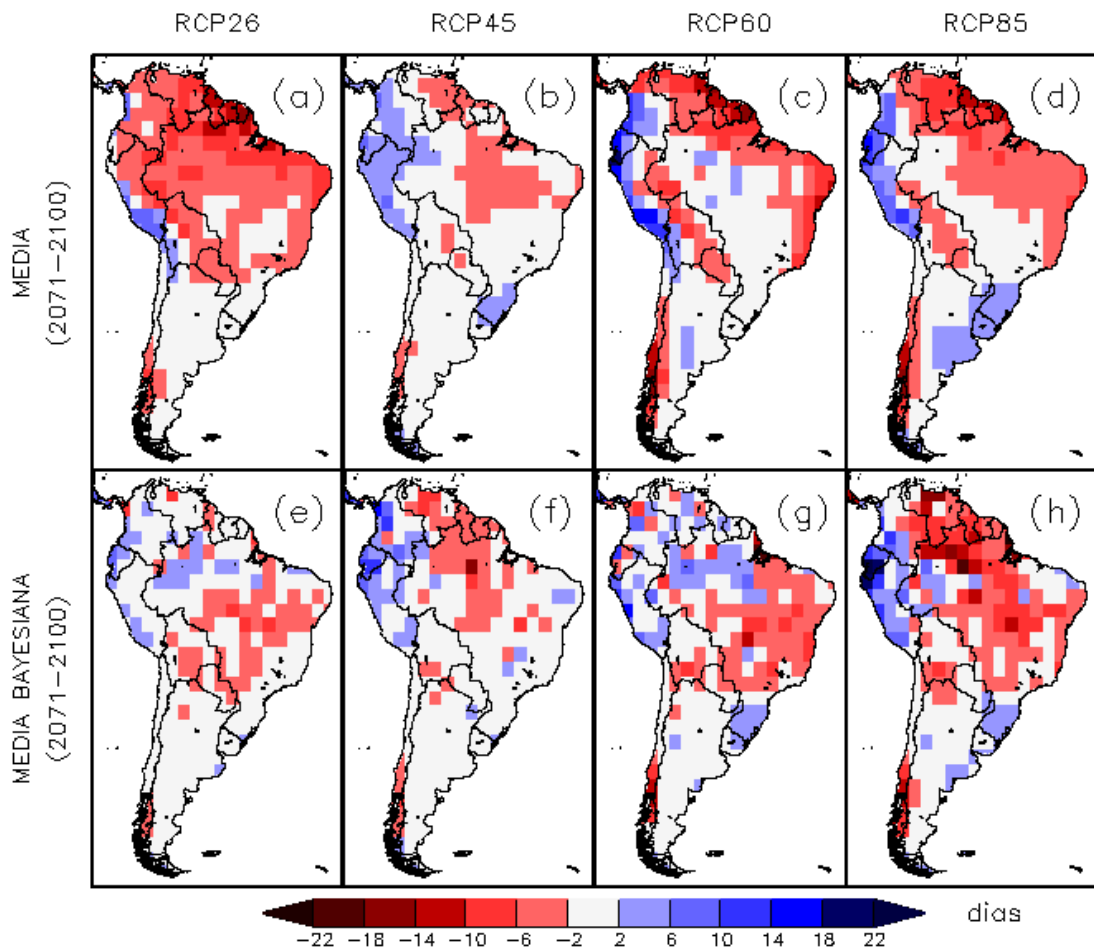 RCP26 RCP45 RCP60 RCP85
MEDIA
(2071–2100)
(a) (b) (c) (d)
MEDIA BAYESIANA
(2071–2100)
(e) (f) (g) (h)
−22 −18 −14 −10 −6 −2 2 6 10 14 18 22 dias